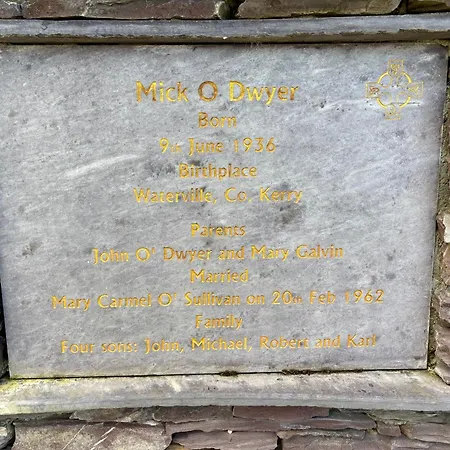 Mick O Dwyer
Born
9th June 1936
Birthplace
Waterville, Co. Kerry
Parents
John O' Dwyer and Mary Galvin
Married
Mary Carmel O' Sullivan on 20th Feb 1962
Family
Four sons: John, Michael, Robert and Karl